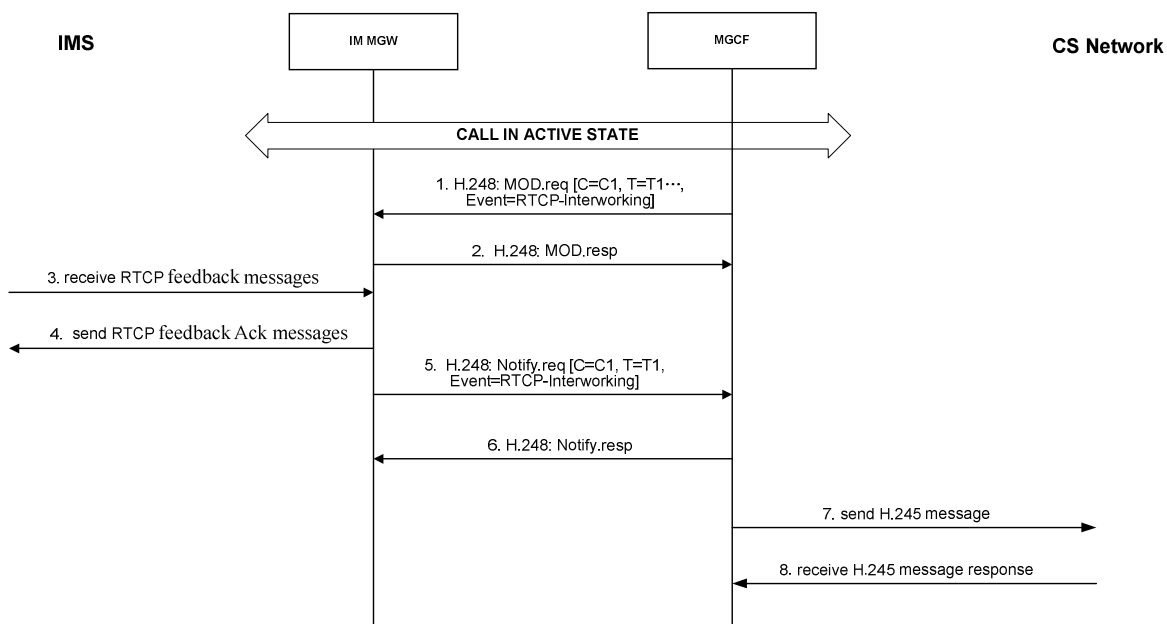 IMS
IM MGW
MGCF
CS Network
CALL IN ACTIVE STATE
1. H.248: MOD.req [C=C1, T=T1…,
Event=RTCP-Interworking]
2. H.248: MOD.resp
3. receive RTCP feedback messages
4. send RTCP feedback Ack messages
5. H.248: Notify.req [C=C1, T=T1,
Event=RTCP-Interworking]
6. H.248: Notify.resp
7. send H.245 message
8. receive H.245 message response